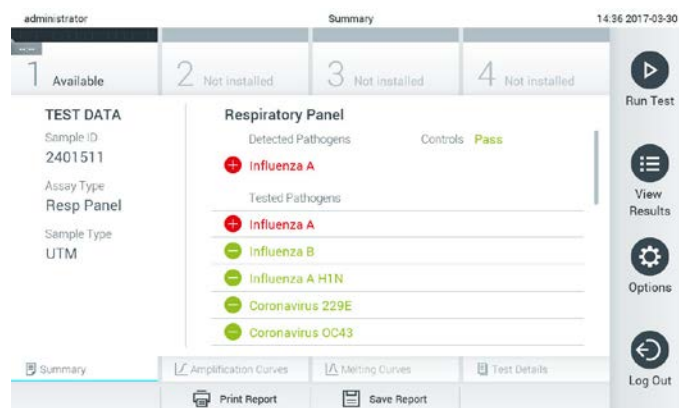 administrator Summary 14:36 2017-03-30
1 Available 2 Not installed 3 Not installed 4 Not installed
Run Test
TEST DATA
Sample ID
2401511
Assay Type
Resp Panel
Sample Type
UTM
Respiratory Panel
Detected Pathogens Controls Pass
Influenza A
Tested Pathogens
Influenza A
Influenza B
Influenza A H1N
Coronavirus 229E
Coronavirus OC43
View
Results
Options
Log Out
Summary Amplification Curves Melting Curves Test Details
Print Report Save Report